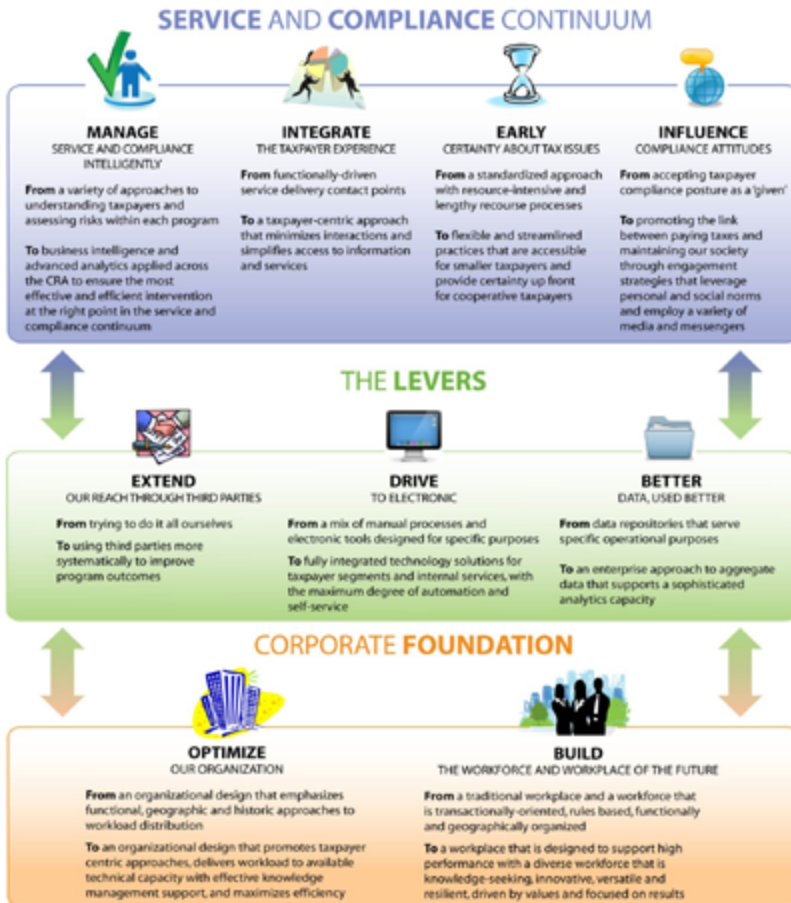 SERVICE AND COMPLIANCE CONTINUUM
MANAGE
SERVICE AND COMPLIANCE
INTELLIGENTLY
From a variety of approaches to
understanding taxpayers and
assessing risks within each program
To business intelligence and
advanced analytics applied across
the CRA to ensure the most
effective and efficient intervention
at the right point in the service and
compliance continuum
INTEGRATE
THE TAXPAYER EXPERIENCE
From functionally-driven
service delivery contact points
To a taxpayer-centric approach
that minimizes interactions and
simplifies access to information
and services
EARLY
CERTAINTY ABOUT TAX ISSUES
From a standardized approach
with resource-intensive and
lengthy recourse processes
To flexible and streamlined
practices that are accessible
for smaller taxpayers and
provide certainty up front
for cooperative taxpayers
INFLUENCE
COMPLIANCE ATTITUDES
From accepting taxpayer
compliance posture as a 'given'
To promoting the link
between paying taxes and
maintaining our society
through engagement
strategies that leverage
personal and social norms
and employ a variety of
media and messengers
THE LEVERS
EXTEND
OUR REACH THROUGH THIRD PARTIES
From trying to do it all ourselves
To using third parties more
systematically to improve
program outcomes
DRIVE
TO ELECTRONIC
From a mix of manual processes and
electronic tools designed for specific purposes
To fully integrated technology solutions for
taxpayer segments and internal services, with
the maximum degree of automation and
self-service
BETTER
DATA, USED BETTER
From data repositories that serve
specific operational purposes
To an enterprise approach to aggregate
data that supports a sophisticated
analytics capacity
CORPORATE FOUNDATION
OPTIMIZE
OUR ORGANIZATION
From an organizational design that emphasizes
functional, geographic and historic approaches to
workload distribution
To an organizational design that promotes taxpayer
centric approaches, delivers workload to available
technical capacity with effective knowledge
management support, and maximizes efficiency
BUILD
THE WORKFORCE AND WORKPLACE OF THE FUTURE
From a traditional workplace and a workforce that
is transactionally-oriented, rules based, functionally
and geographically organized
To a workplace that is designed to support high
performance with a diverse workforce that is
knowledge-seeking, innovative, versatile and
resilient, driven by values and focused on results